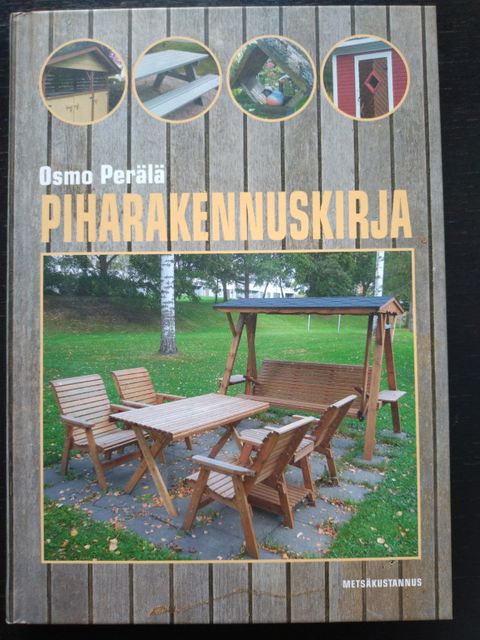 Osmo Perälä
PIHARAKENNUSKIRJA
METSÄKUSTANNUS